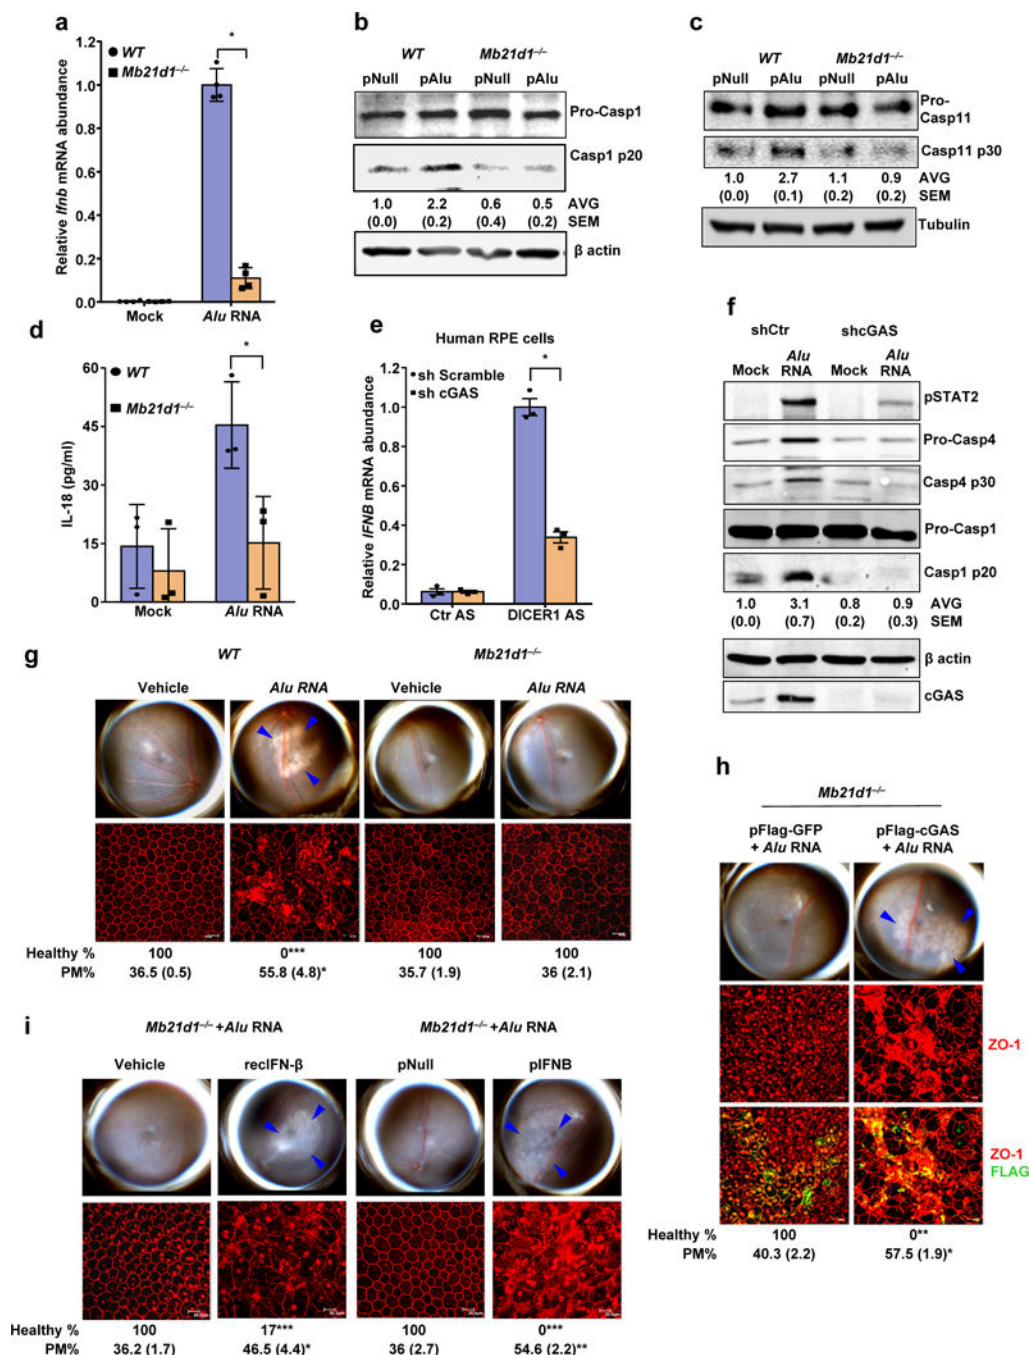 a
Relative Ifnb mRNA abundance
1.2
1.0
0.8
0.6
0.4
0.2
0.0
WT
Mb21d1–/–
*
Mock
Alu RNA
b
WT
Mb21d1–/–
pNull
pAlu
pNull
pAlu
Pro-Casp1
Casp1 p20
1.0 2.2 0.6 0.5 AVG
(0.0) (0.2) (0.4) (0.2) SEM
β actin
c
WT
Mb21d1–/–
pNull
pAlu
pNull
pAlu
Pro-
Casp11
Casp11 p30
1.0 2.7 1.1 0.9 AVG
(0.0) (0.1) (0.2) (0.2) SEM
Tubulin
d
IL-18 (pg/ml)
60
45
30
15
0
WT
Mb21d1–/–
*
Mock
Alu RNA
e
Human RPE cells
Relative IFNB mRNA abundance
1.2
1.0
0.8
0.6
0.4
0.2
0.0
sh Scramble
sh cGAS
*
Ctr AS
DICER1 AS
f
shCtr
shcGAS
Mock
Alu
RNA
Mock
Alu
RNA
pSTAT2
Pro-Casp4
Casp4 p30
Pro-Casp1
Casp1 p20
1.0 3.1 0.8 0.9 AVG
(0.0) (0.7) (0.2) (0.3) SEM
β actin
cGAS
g
WT
Mb21d1–/–
Vehicle
Alu RNA
Vehicle
Alu RNA
Healthy % 100 0*** 100 100
PM% 36.5 (0.5) 55.8 (4.8)* 35.7 (1.9) 36 (2.1)
h
Mb21d1–/–
pFlag-GFP
+ Alu RNA
pFlag-cGAS
+ Alu RNA
ZO-1
ZO-1
FLAG
Healthy % 100 0**
PM% 40.3 (2.2) 57.5 (1.9)*
i
Mb21d1–/– +Alu RNA
Mb21d1–/– +Alu RNA
Vehicle
recIFN-β
pNull
pIFNB
Healthy % 100 17*** 100 0***
PM% 36.2 (1.7) 46.5 (4.4)* 36 (2.7) 54.6 (2.2)**